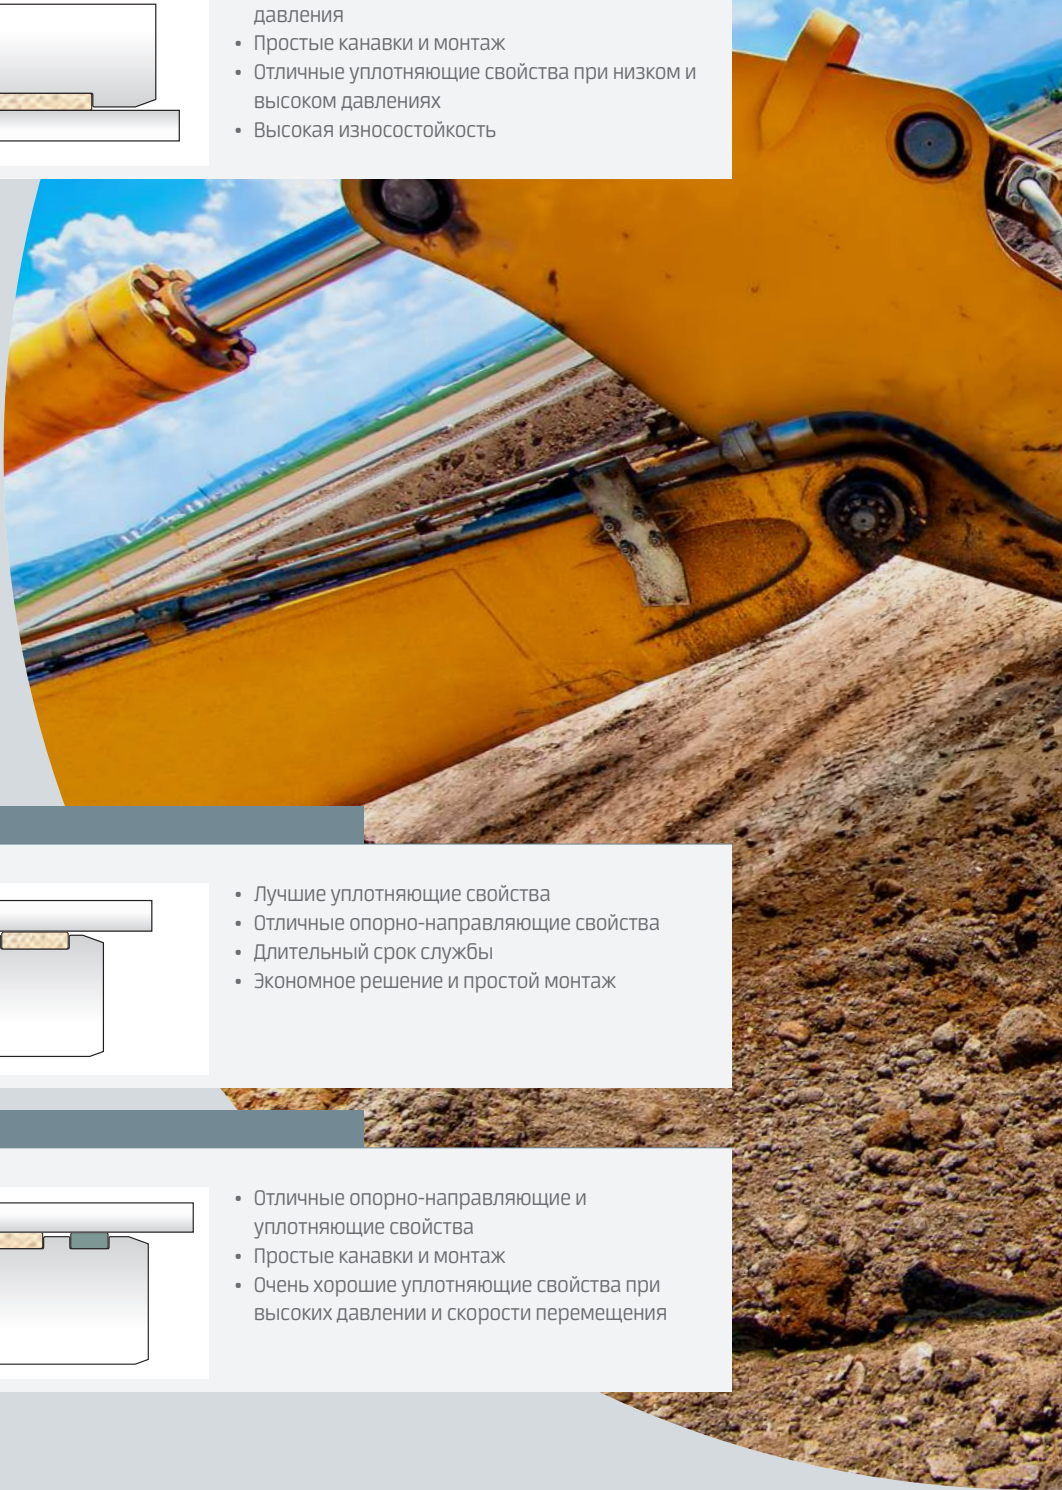 давления
• Простые канавки и монтаж
• Отличные уплотняющие свойства при низком и
высоком давлениях
• Высокая износостойкость
• Лучшие уплотняющие свойства
• Отличные опорно-направляющие свойства
• Длительный срок службы
• Экономное решение и простой монтаж
• Отличные опорно-направляющие и
уплотняющие свойства
• Простые канавки и монтаж
• Очень хорошие уплотняющие свойства при
высоких давлении и скорости перемещения